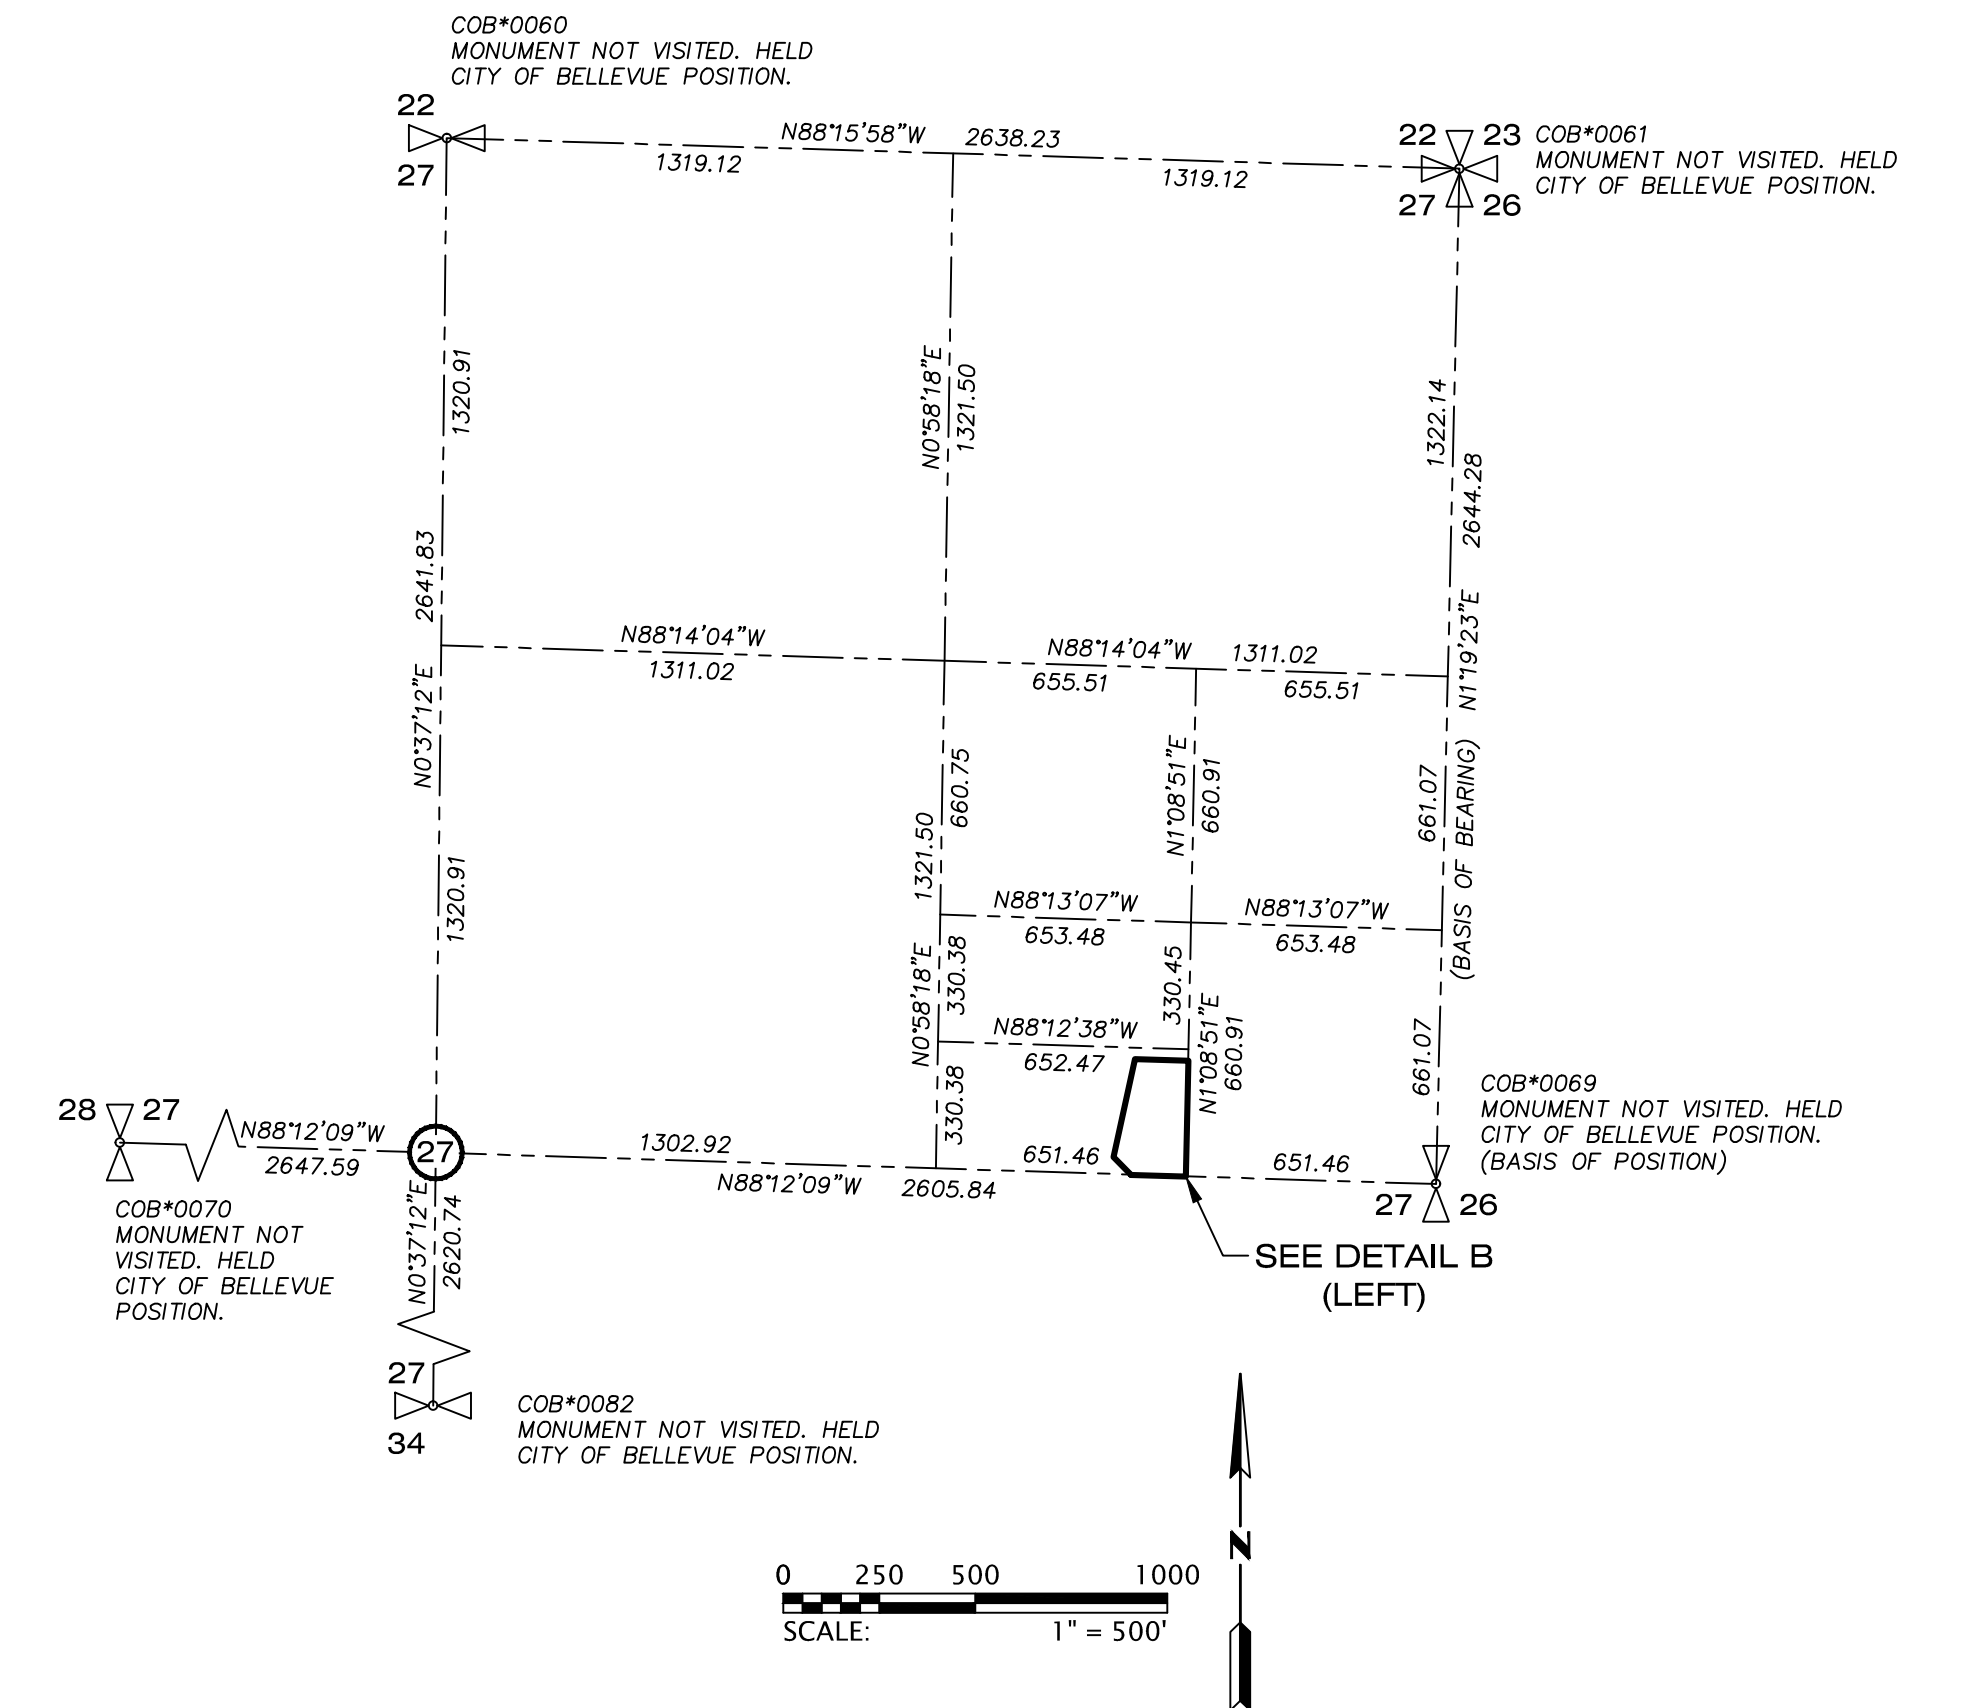 COB*0060
MONUMENT NOT VISITED. HELD
CITY OF BELLEVUE POSITION.
22
27
N88°15'58"W 2638.23
1319.12
1319.12
22 23
27 26
COB*0061
MONUMENT NOT VISITED. HELD
CITY OF BELLEVUE POSITION.
1320.91
2641.83
N0°37'12"E
1320.91
N0°58'18"E
1321.50
1322.14
2644.28
N1°19'23"E
(BASIS OF BEARING)
N88°14'04"W
1311.02
N88°14'04"W 1311.02
655.51
655.51
660.75
1321.50
N1°08'51"E
660.91
661.07
N88°13'07"W
653.48
N88°13'07"W
653.48
N0°58'18"E
330.38
330.45
N88°12'38"W
652.47
N1°08'51"E
660.91
330.38
661.07
COB*0069
MONUMENT NOT VISITED. HELD
CITY OF BELLEVUE POSITION.
(BASIS OF POSITION)
28 27
N88°12'09"W
2647.59
27
1302.92
N88°12'09"W 2605.84
651.46
651.46
27 26
COB*0070
MONUMENT NOT
VISITED. HELD
CITY OF BELLEVUE
POSITION.
N0°37'12"E
2620.74
SEE DETAIL B
(LEFT)
27
34
COB*0082
MONUMENT NOT VISITED. HELD
CITY OF BELLEVUE POSITION.
N
0 250 500 1000
SCALE: 1" = 500'